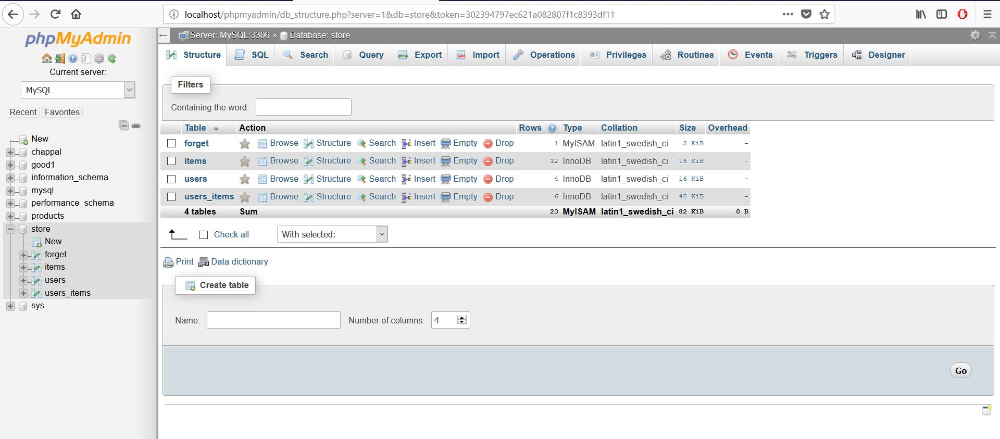 localhost/phpmyadmin/db_structure.php?server=1&db=store&token=302394797ec621a082807f1c8393df11
phpMyAdmin
Current server:
MySQL
Recent Favorites
New
chappal
good1
information_schema
mysql
performance_schema
products
store
New
forget
items
users
users_items
sys
Server: MySQL:3306 » Database: store
Structure SQL Search Query Export Import Operations Privileges Routines Events Triggers Designer
Filters
Containing the word:
Table Action Rows Type Collation Size Overhead
forget Browse Structure Search Insert Empty Drop 1 MyISAM latin1_swedish_ci 2 KiB -
items Browse Structure Search Insert Empty Drop 12 InnoDB latin1_swedish_ci 16 KiB -
users Browse Structure Search Insert Empty Drop 4 InnoDB latin1_swedish_ci 16 KiB -
users_items Browse Structure Search Insert Empty Drop 6 InnoDB latin1_swedish_ci 48 KiB -
4 tables Sum 23 MyISAM latin1_swedish_ci 82 KiB 0 B
Check all With selected:
Print Data dictionary
Create table
Name: Number of columns: 4
Go